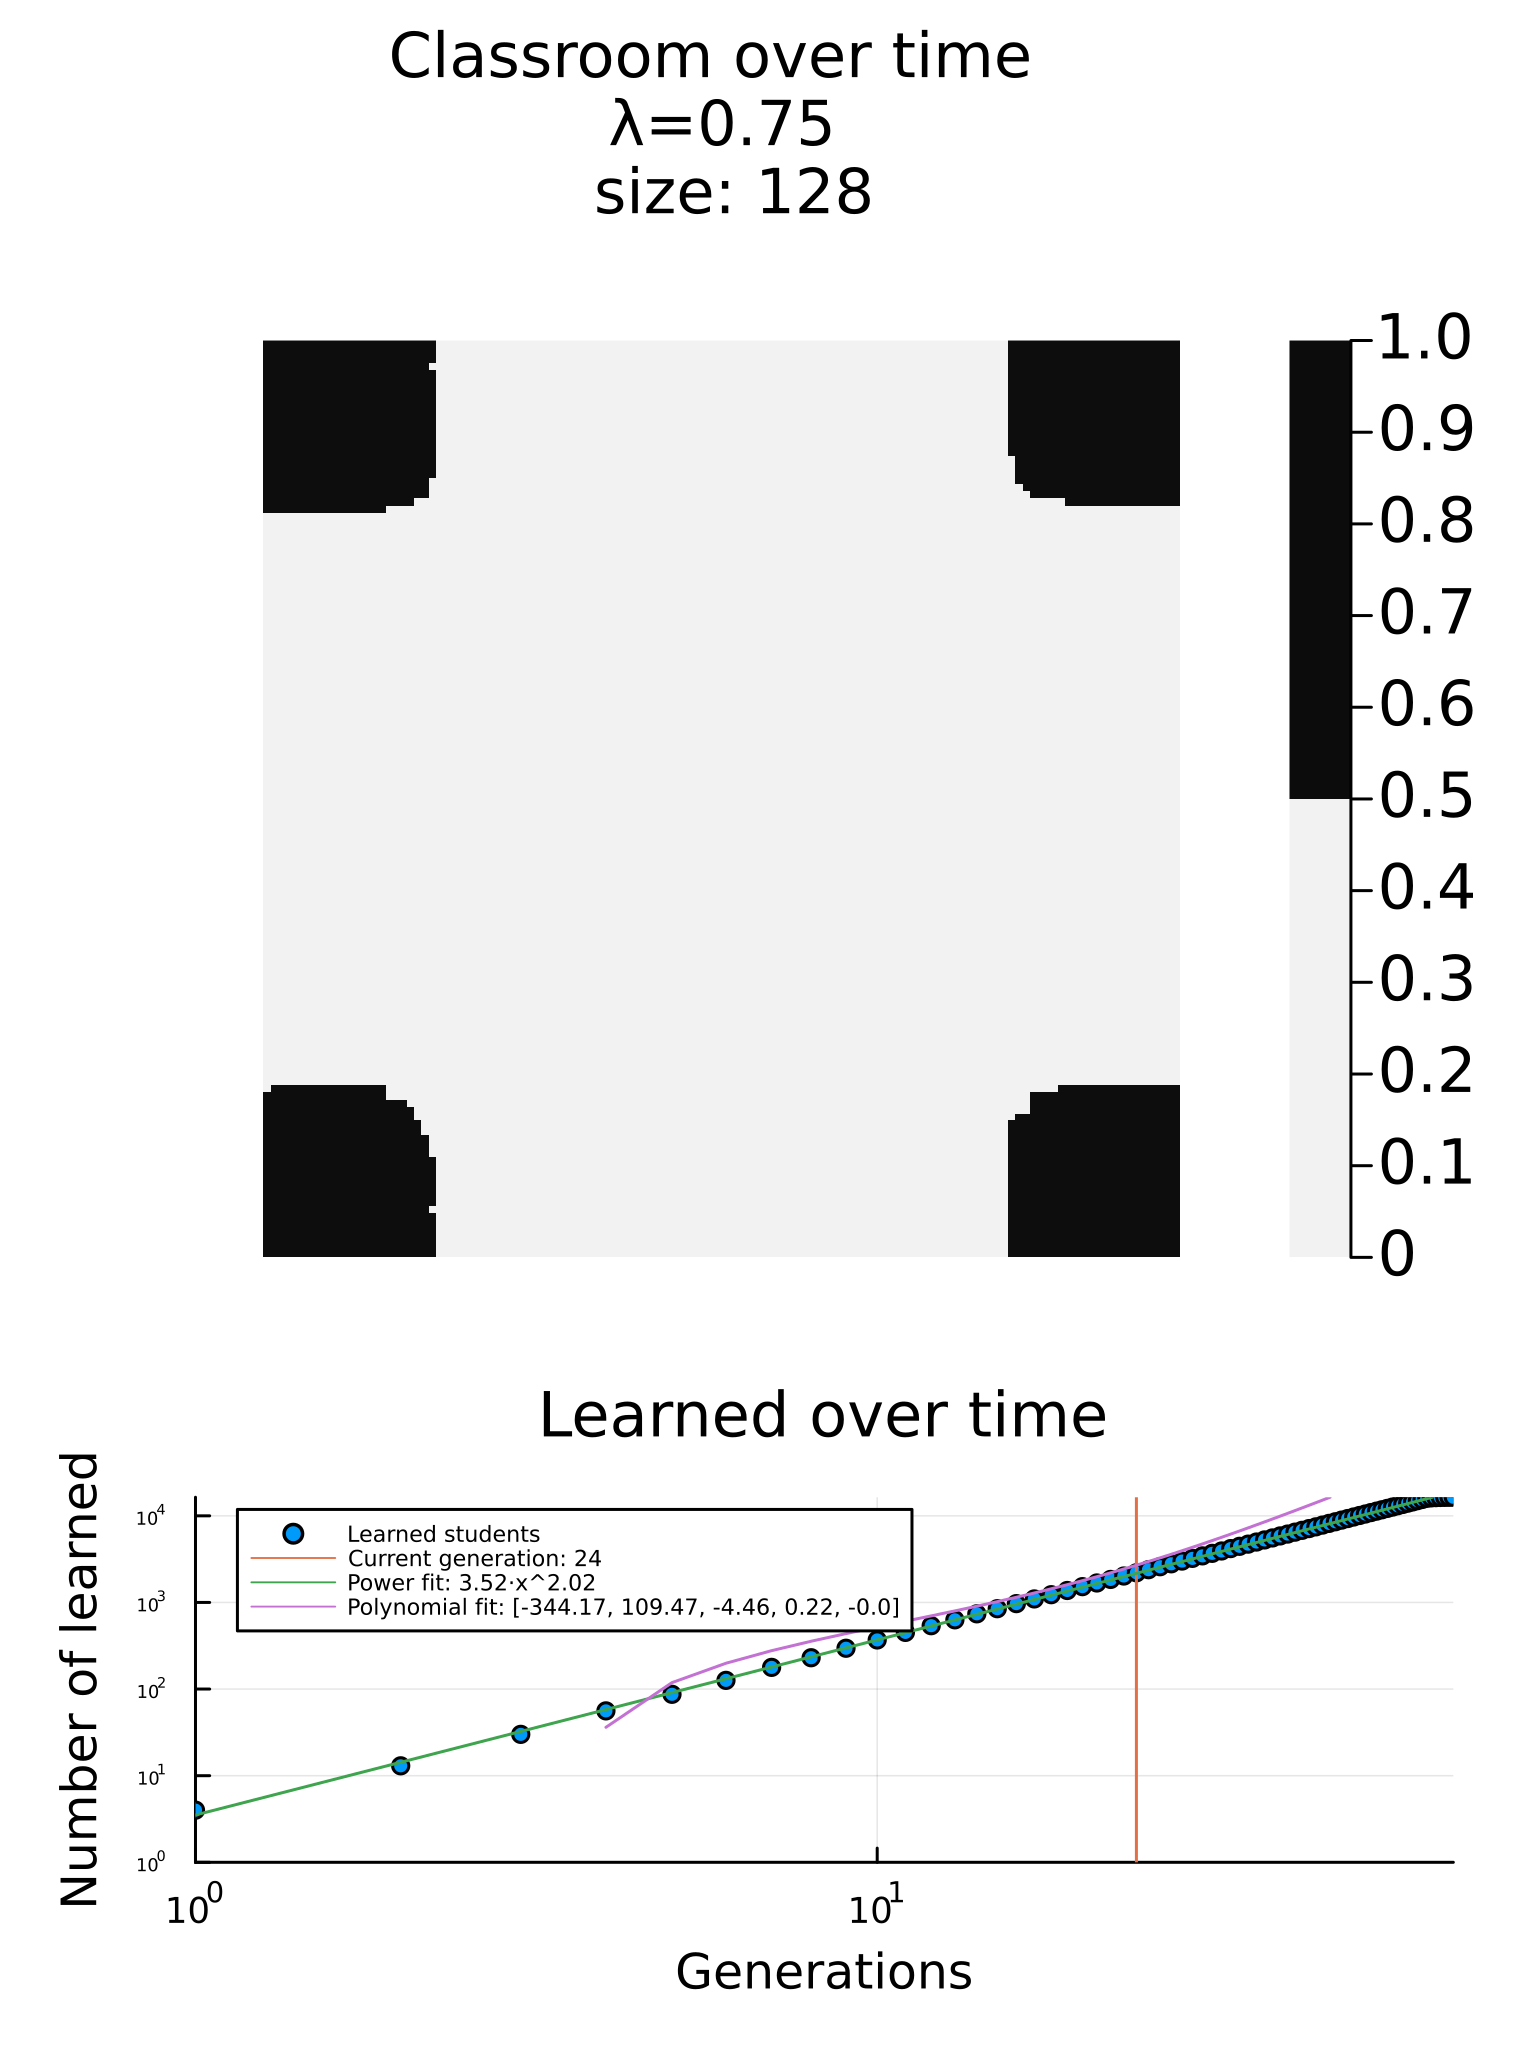 Classroom over time
λ=0.75
size: 128
1.0
0.9
0.8
0.7
0.6
0.5
0.4
0.3
0.2
0.1
0
Learned over time
Number of learned
10^4
10^3
10^2
10^1
10^0
Learned students
Current generation: 24
Power fit: 3.52·x^2.02
Polynomial fit: [-344.17, 109.47, -4.46, 0.22, -0.0]
10^0
10^1
Generations